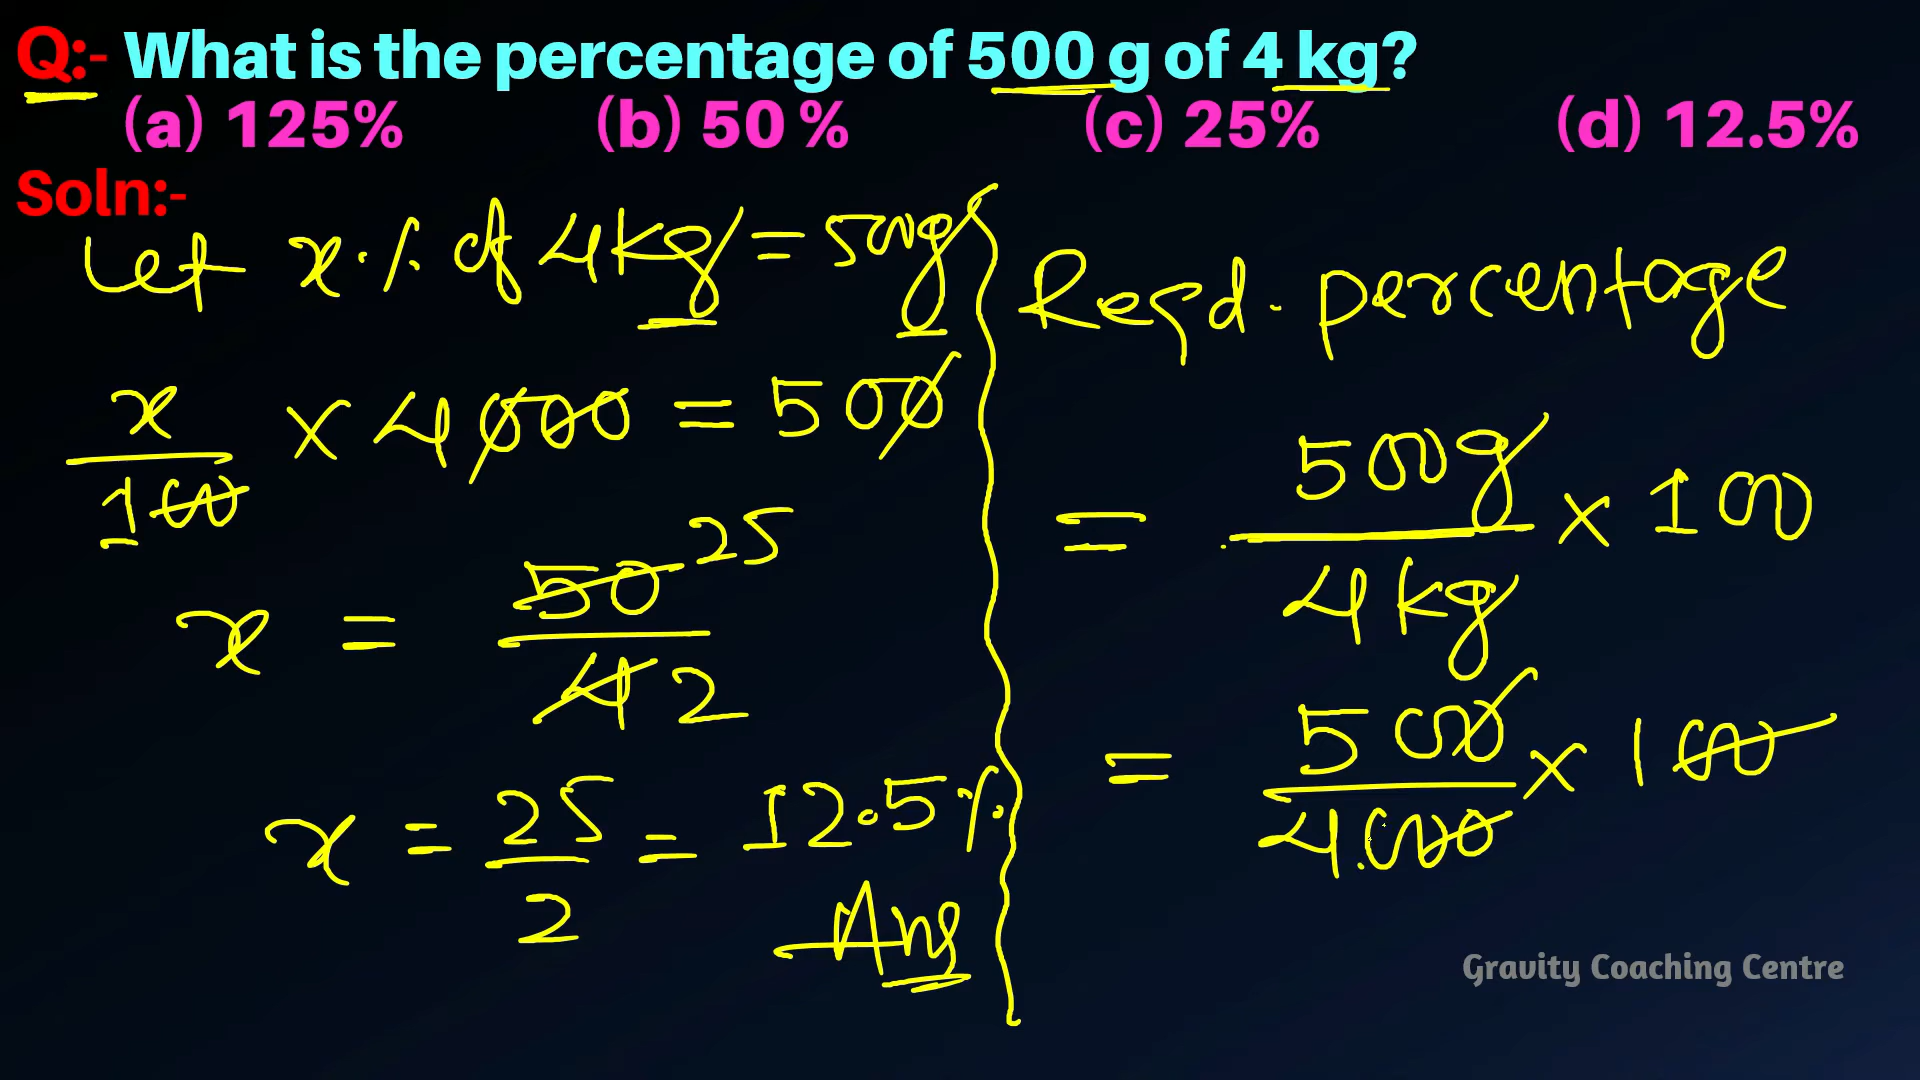 Q:- What is the percentage of 500 g of 4 kg?
(a) 125% (b) 50 % (c) 25% (d) 12.5%
Soln:-
Let x % of 4kg = 500g
x/100 × 4000 = 500
x = 50/4 25 2
x = 25/2 = 12.5%
Ans
Reqd. percentage
= 500g/4kg × 100
= 500/4000 × 100
Gravity Coaching Centre